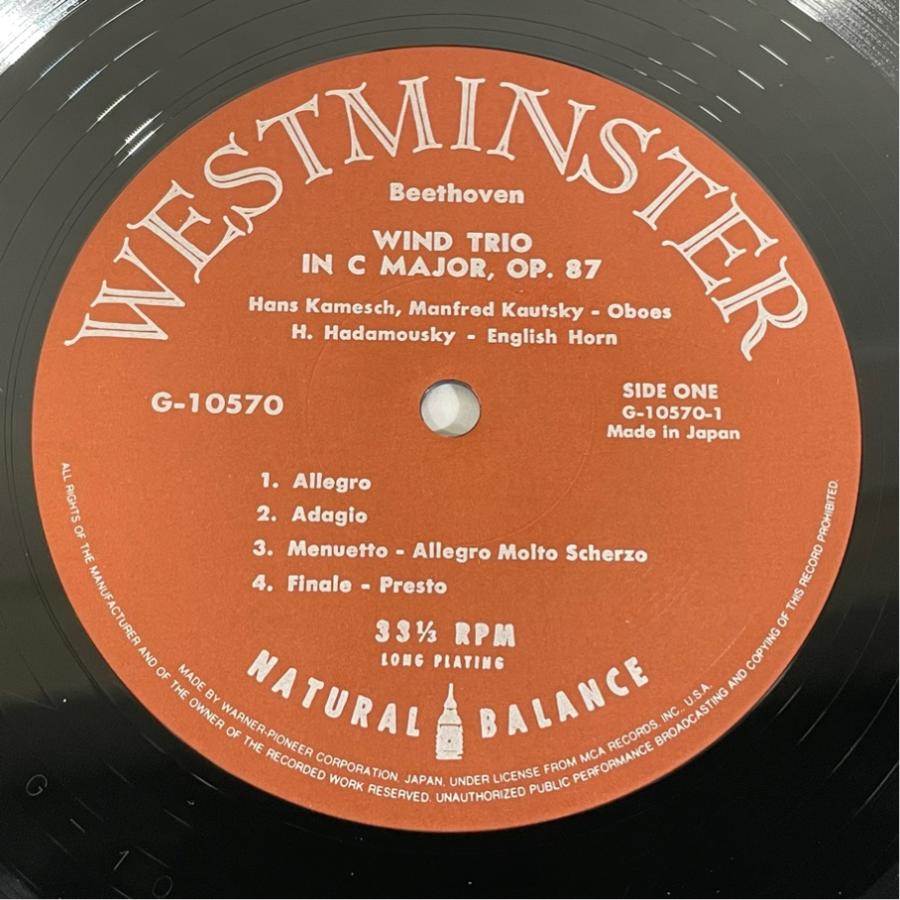 WESTMINSTER
Beethoven
WIND TRIO
IN C MAJOR, OP. 87
Hans Kamesch, Manfred Kautsky - Oboes
H. Hadamousky - English Horn
G-10570
SIDE ONE
G-10570-1
Made in Japan
1. Allegro
2. Adagio
3. Menuetto - Allegro Molto Scherzo
4. Finale - Presto
33⅓ RPM
LONG PLAYING
NATURAL BALANCE
MADE BY WARNER-PIONEER CORPORATION, JAPAN, UNDER LICENSE FROM MCA RECORDS, INC., U.S.A.
ALL RIGHTS OF THE MANUFACTURER AND OF THE OWNER OF THE RECORDED WORK RESERVED. UNAUTHORIZED PUBLIC PERFORMANCE BROADCASTING AND COPYING OF THIS RECORD PROHIBITED.
G 10